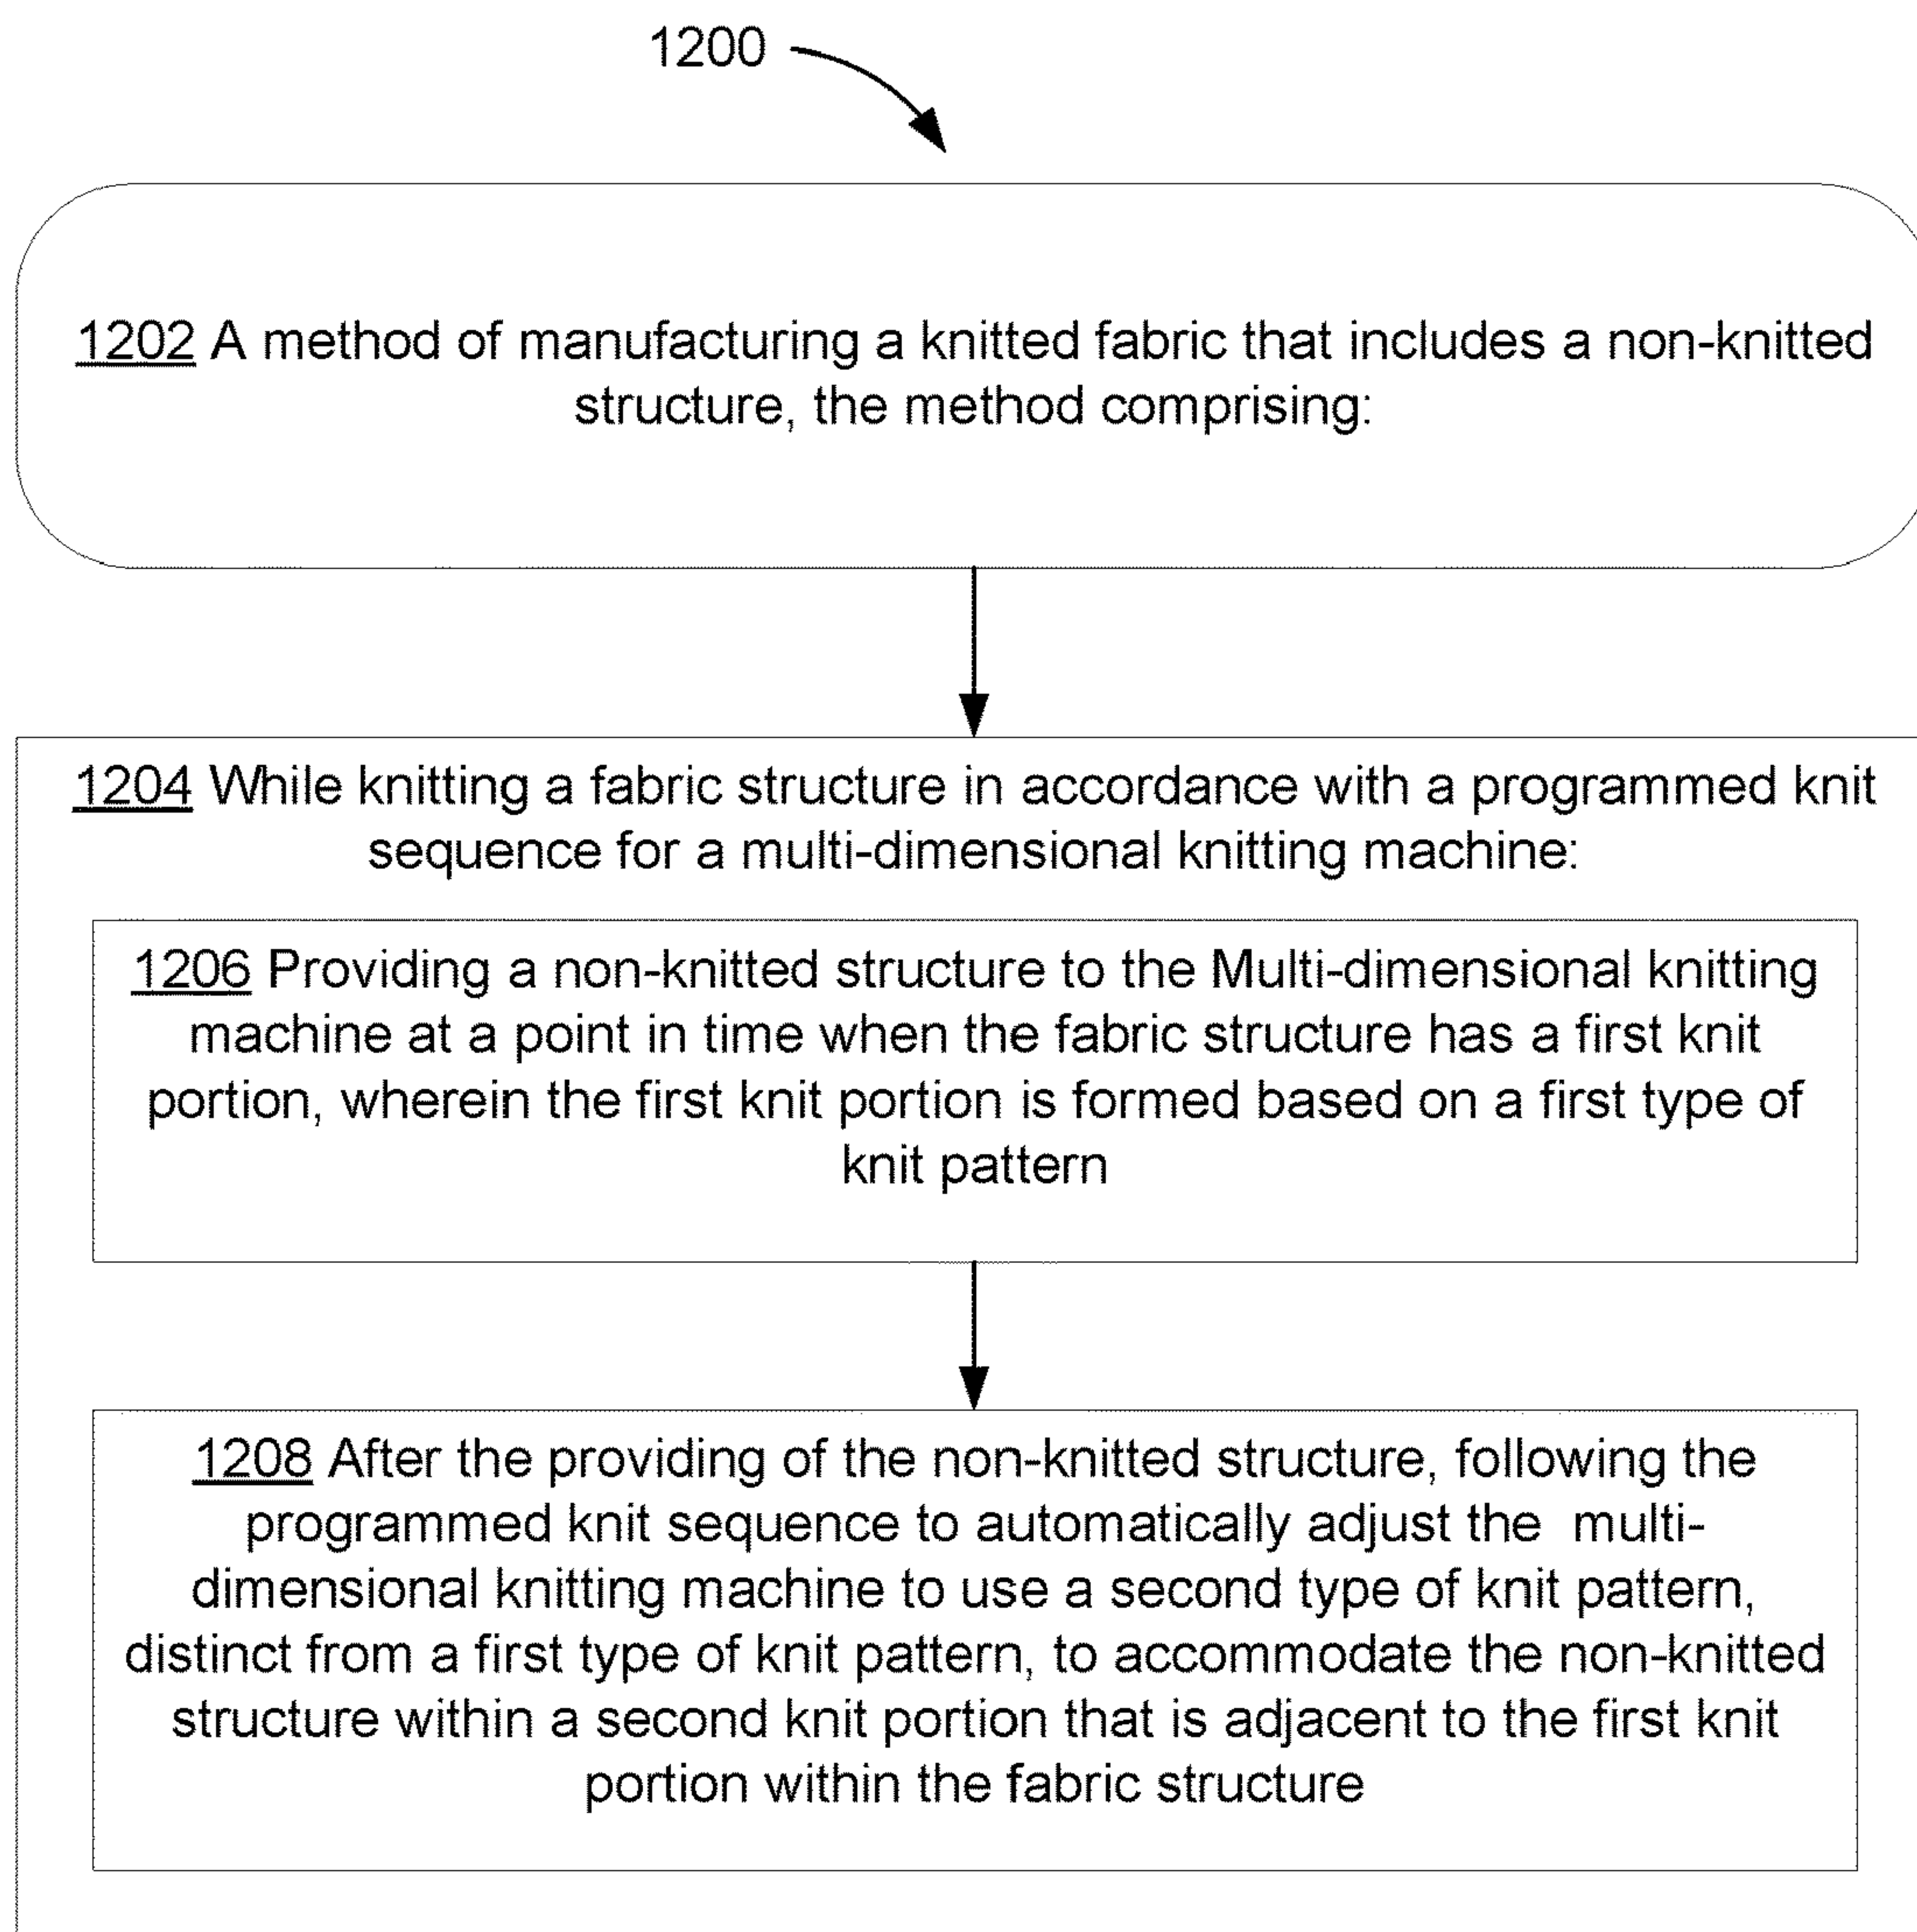 1200
1202 A method of manufacturing a knitted fabric that includes a non-knitted
structure, the method comprising:
1204 While knitting a fabric structure in accordance with a programmed knit
sequence for a multi-dimensional knitting machine:
1206 Providing a non-knitted structure to the Multi-dimensional knitting
machine at a point in time when the fabric structure has a first knit
portion, wherein the first knit portion is formed based on a first type of
knit pattern
1208 After the providing of the non-knitted structure, following the
programmed knit sequence to automatically adjust the  multi-
dimensional knitting machine to use a second type of knit pattern,
distinct from a first type of knit pattern, to accommodate the non-knitted
structure within a second knit portion that is adjacent to the first knit
portion within the fabric structure